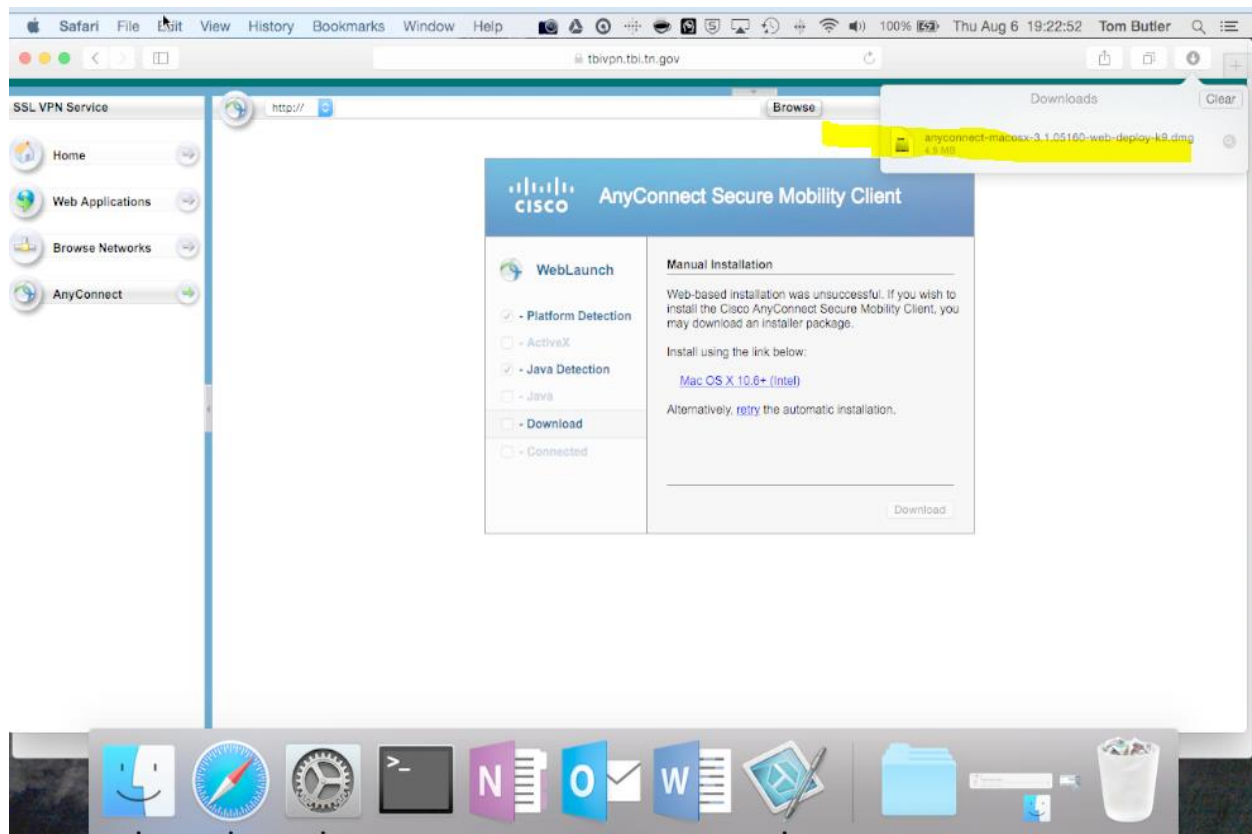 Safari File Edit View History Bookmarks Window Help 100% Thu Aug 6 19:22:52 Tom Butler
tbivpn.tbi.tn.gov
SSL VPN Service
http://
Browse
Downloads
Clear
anyconnect-macosx-3.1.05160-web-deploy-k9.dmg
4.9 MB
Home
Web Applications
Browse Networks
AnyConnect
CISCO
AnyConnect Secure Mobility Client
WebLaunch
- Platform Detection
- ActiveX
- Java Detection
- Java
- Download
- Connected
Manual Installation
Web-based installation was unsuccessful. If you wish to
install the Cisco AnyConnect Secure Mobility Client, you
may download an installer package.
Install using the link below:
Mac OS X 10.6+ (Intel)
Alternatively, retry the automatic installation.
Download
>_
N
O
W